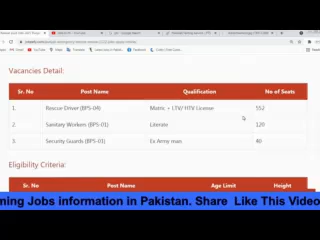 Vacancies Detail:
Sr. No Post Name Qualification No of Seats
1. Rescue Driver (BPS-04) Matric + LTV/ HTV License 552
2. Sanitary Workers (BPS-01) Literate 120
3. Security Guards (BPS-01) Ex Army man 40
Eligibility Criteria:
Sr. No Post Name Age Limit Height
ming Jobs information in Pakistan. Share Like This Video